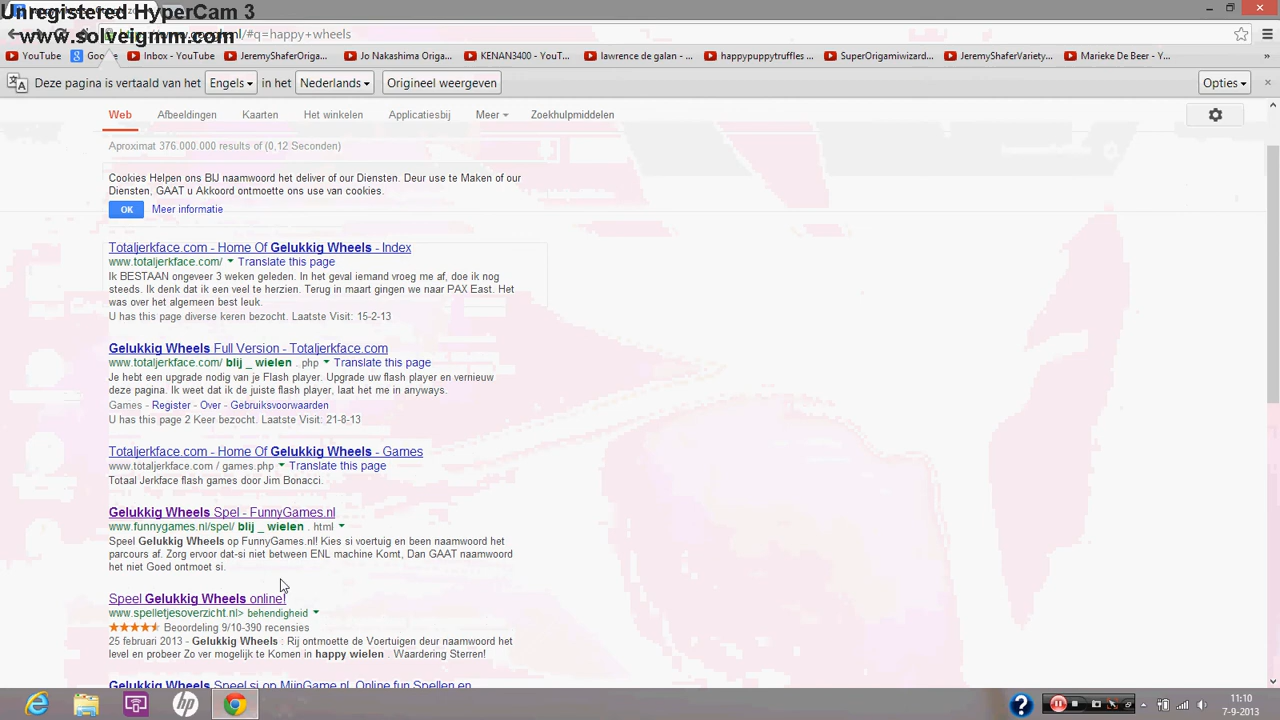 Unregistered HyperCam 3
www.solveigmm.com
/#q=happy+wheels
YouTube
Goo
Inbox - YouTube
JeremyShaferOriga...
Jo Nakashima Origa...
KENAN3400 - YouT...
lawrence de galan - ...
happypuppytruffles ...
SuperOrigamiwizard...
JeremyShaferVariety...
Marieke De Beer - Y...
Deze pagina is vertaald van het Engels in het Nederlands Origineel weergeven Opties
Web Afbeeldingen Kaarten Het winkelen Applicatiesbij Meer Zoekhulpmiddelen
Aproximat 376.000.000 results of (0,12 Seconden)
Cookies Helpen ons BIJ naamwoord het deliver of our Diensten. Deur use te Maken of our
Diensten, GAAT u Akkoord ontmoette ons use van cookies.
OK Meer informatie
Totaljerkface.com - Home Of Gelukkig Wheels - Index
www.totaljerkface.com/ Translate this page
Ik BESTAAN ongeveer 3 weken geleden. In het geval iemand vroeg me af, doe ik nog
steeds. Ik denk dat ik een veel te herzien. Terug in maart gingen we naar PAX East. Het
was over het algemeen best leuk.
U has this page diverse keren bezocht. Laatste Visit: 15-2-13
Gelukkig Wheels Full Version - Totaljerkface.com
www.totaljerkface.com/ blij _ wielen . php Translate this page
Je hebt een upgrade nodig van je Flash player. Upgrade uw flash player en vernieuw
deze pagina. Ik weet dat ik de juiste flash player, laat het me in anyways.
Games - Register - Over - Gebruiksvoorwaarden
U has this page 2 Keer bezocht. Laatste Visit: 21-8-13
Totaljerkface.com - Home Of Gelukkig Wheels - Games
www.totaljerkface.com / games.php Translate this page
Totaal Jerkface flash games door Jim Bonacci.
Gelukkig Wheels Spel - FunnyGames.nl
www.funnygames.nl/spel/ blij _ wielen . html
Speel Gelukkig Wheels op FunnyGames.nl! Kies si voertuig en been naamwoord het
parcours af. Zorg ervoor dat-si niet between ENL machine Komt, Dan GAAT naamwoord
het niet Goed ontmoet si.
Speel Gelukkig Wheels online!
www.spelletjesoverzicht.nl> behendigheid
Beoordeling 9/10-390 recensies
25 februari 2013 - Gelukkig Wheels : Rij ontmoette de Voertuigen deur naamwoord het
level en probeer Zo ver mogelijk te Komen in happy wielen . Waardering Sterren!
Gelukkig Wheels Speel si op MijnGame.nl. Online fun Spellen en
hp
11:10
7-9-2013